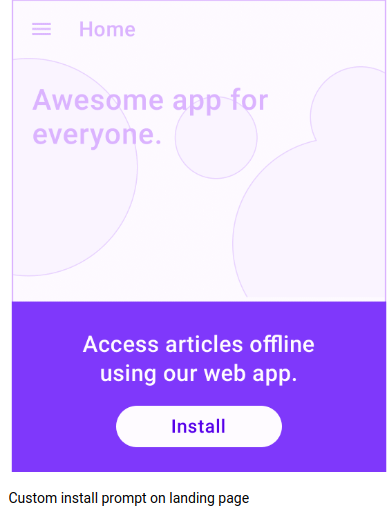 Home
Awesome app for
everyone.
Access articles offline
using our web app.
Install
Custom install prompt on landing page